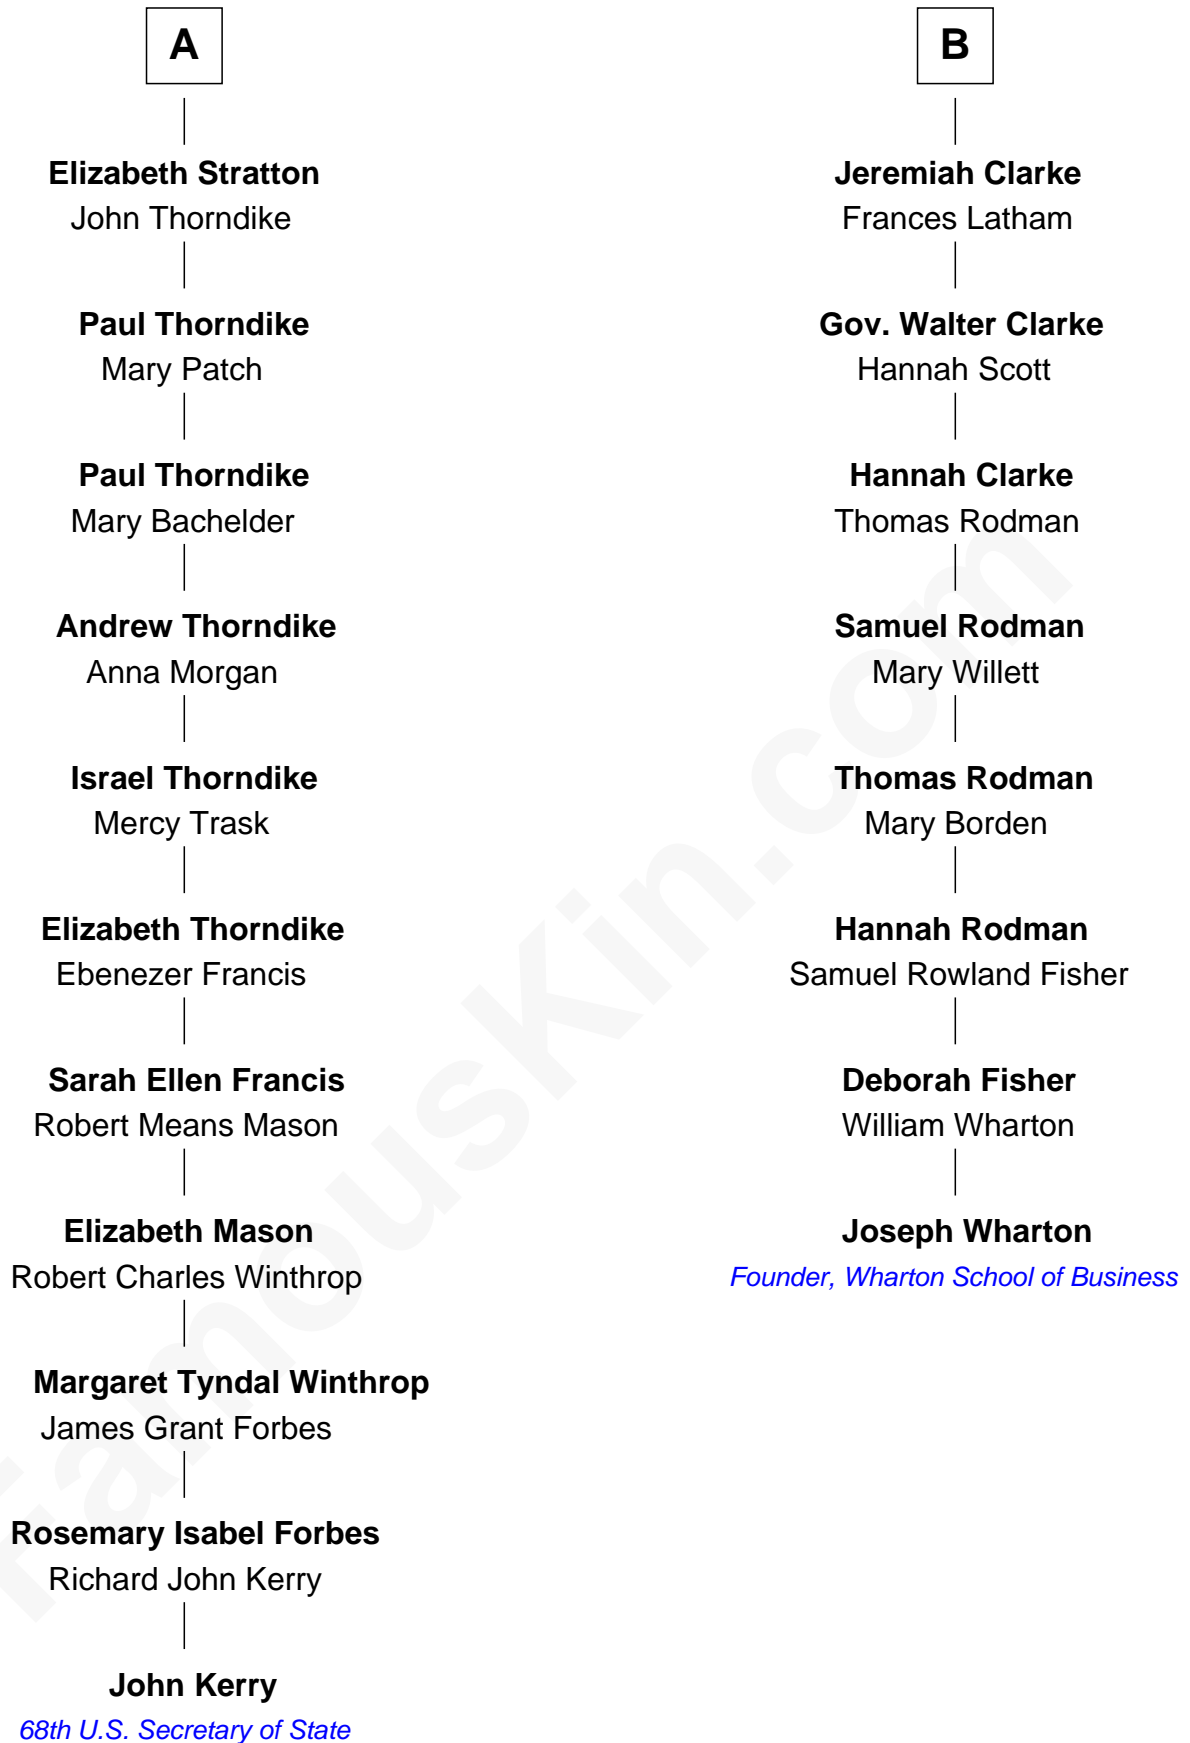 A
Elizabeth Stratton
John Thorndike
Paul Thorndike
Mary Patch
Paul Thorndike
Mary Bachelder
Andrew Thorndike
Anna Morgan
Israel Thorndike
Mercy Trask
Elizabeth Thorndike
Ebenezer Francis
Sarah Ellen Francis
Robert Means Mason
Elizabeth Mason
Robert Charles Winthrop
Margaret Tyndal Winthrop
James Grant Forbes
Rosemary Isabel Forbes
Richard John Kerry
John Kerry
68th U.S. Secretary of State
B
Jeremiah Clarke
Frances Latham
Gov. Walter Clarke
Hannah Scott
Hannah Clarke
Thomas Rodman
Samuel Rodman
Mary Willett
Thomas Rodman
Mary Borden
Hannah Rodman
Samuel Rowland Fisher
Deborah Fisher
William Wharton
Joseph Wharton
Founder, Wharton School of Business
FamousKin.com